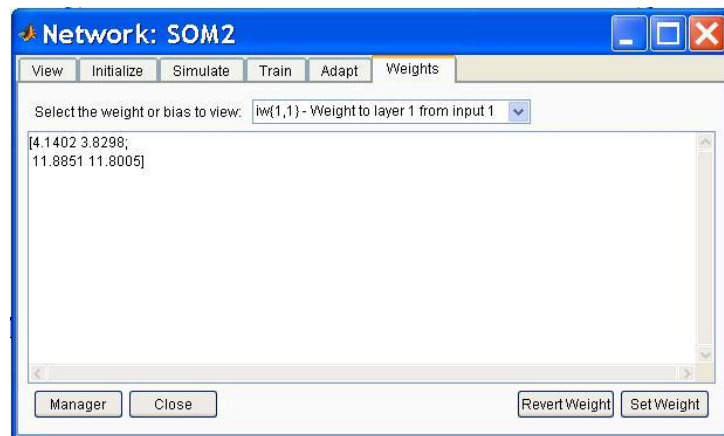 Network: SOM2
View Initialize Simulate Train Adapt Weights
Select the weight or bias to view: iw{1,1} - Weight to layer 1 from input 1
[4.1402 3.8298;
11.8851 11.8005]
Manager Close Revert Weight Set Weight